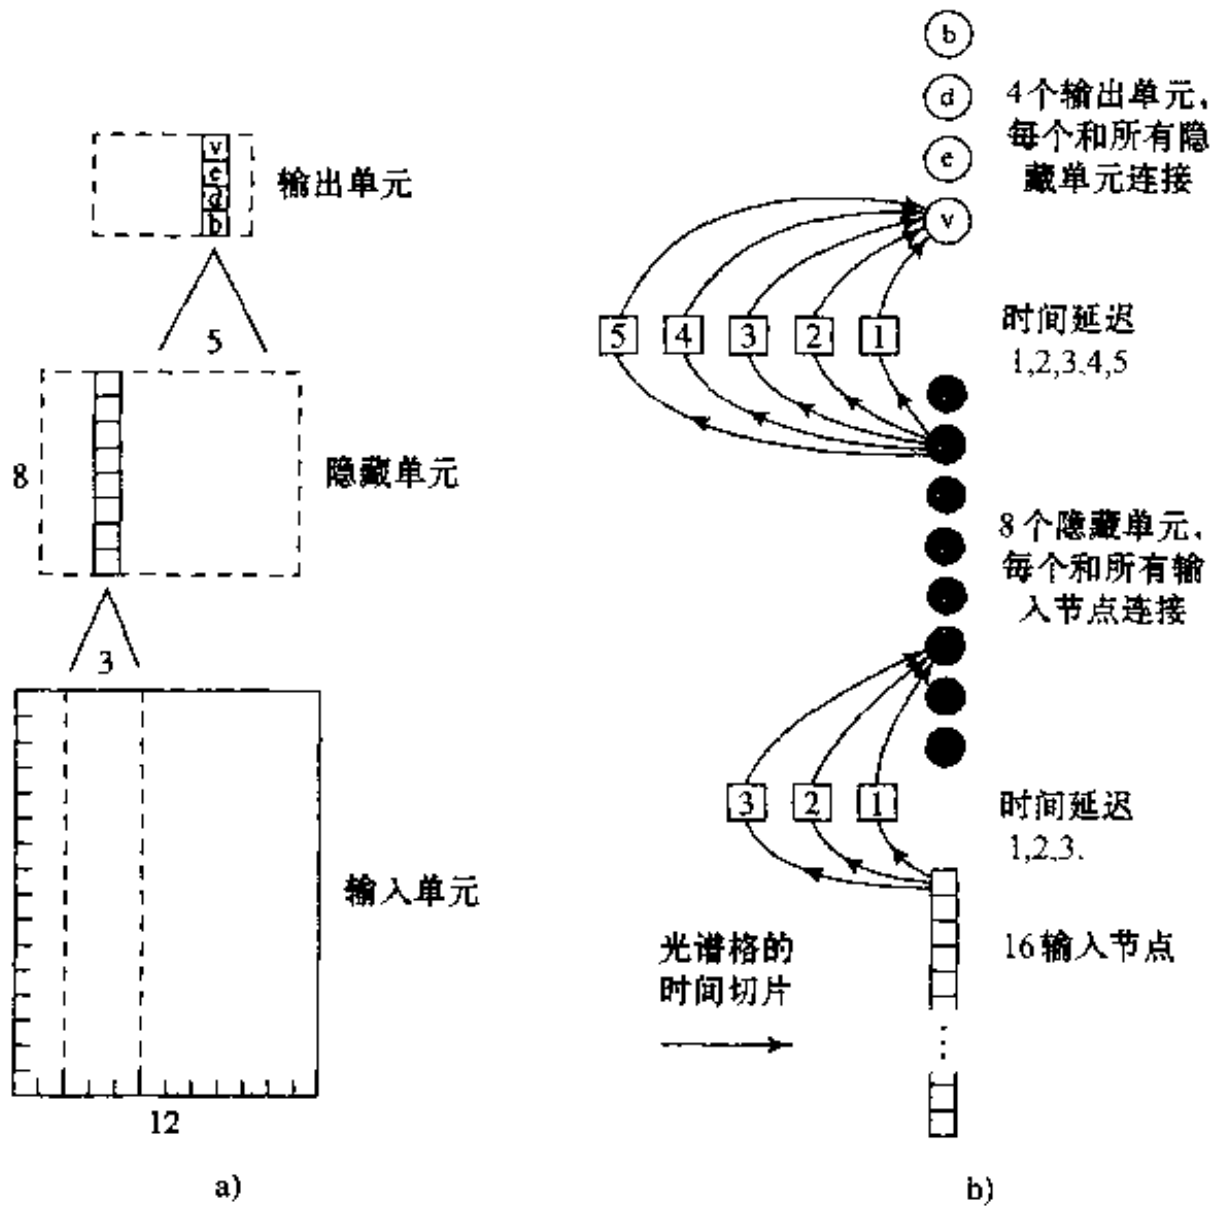 v
e
d
b
输出单元
5
8
隐藏单元
3
输入单元
12
a)
b
d
e
v
4个输出单元,
每个和所有隐
藏单元连接
5 4 3 2 1
时间延迟
1,2,3.4,5
8个隐藏单元,
每个和所有输
入节点连接
3 2 1
时间延迟
1,2,3.
光谱格的
时间切片
16输入节点
⋮
b)